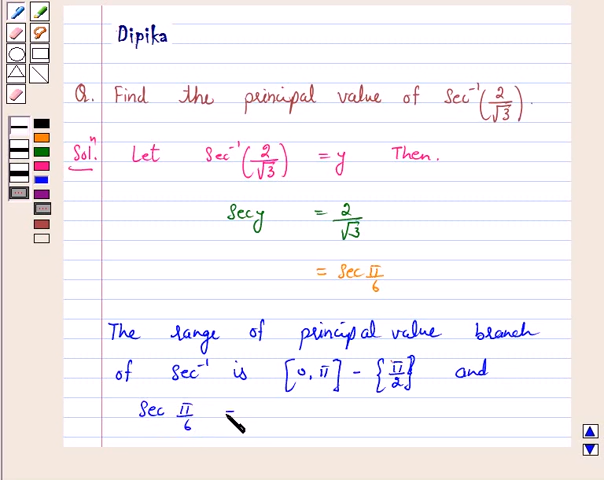 Dipika
Q. Find the principal value of Sec⁻¹(2/√3).
Solⁿ. Let Sec⁻¹(2/√3) = y Then.
Sec y = 2/√3
= Sec π/6
The range of principal value branch
of Sec⁻¹ is [0, π] - {π/2} and
Sec π/6 =